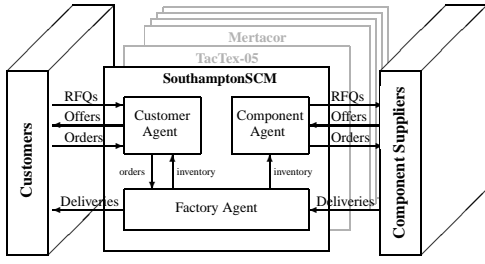 Mertacor
TacTex-05
SouthamptonSCM
RFQs
Offers
Orders
Customer
Agent
Component
Agent
RFQs
Offers
Orders
Customers
Component Suppliers
orders
inventory
inventory
Deliveries
Factory Agent
Deliveries